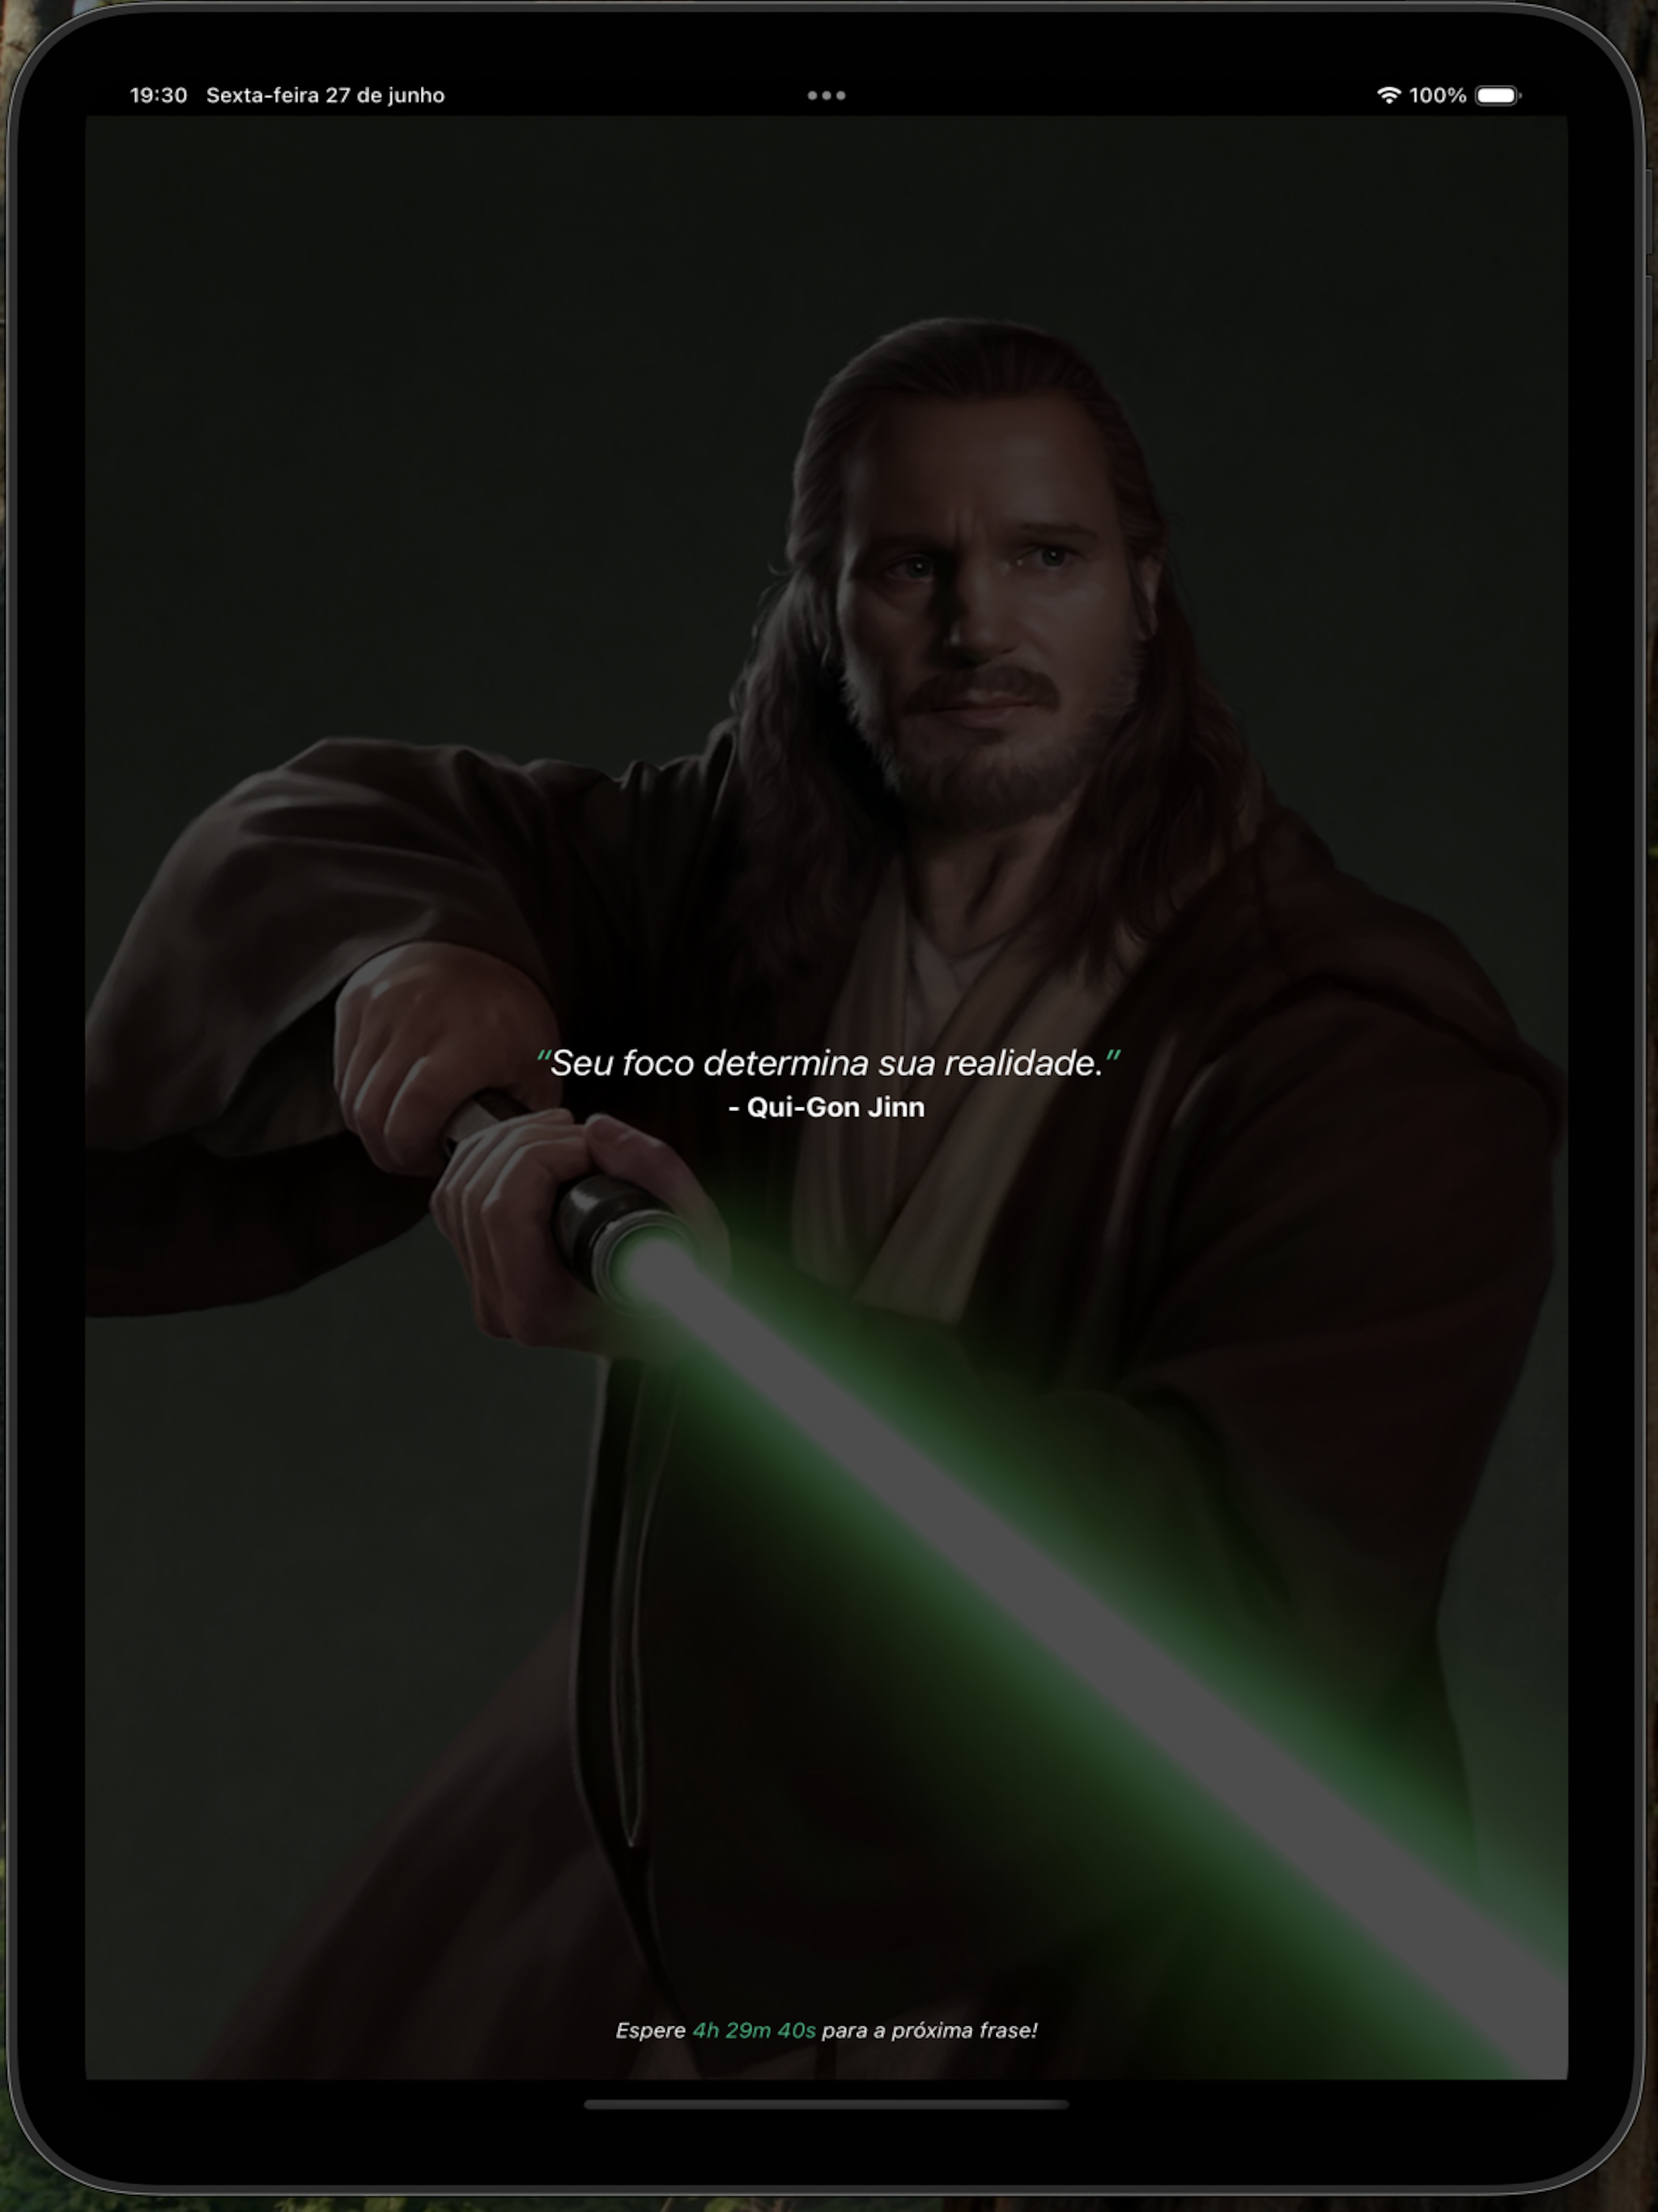 19:30 Sexta-feira 27 de junho
100%
“Seu foco determina sua realidade.”
- Qui-Gon Jinn
Espere 4h 29m 40s para a próxima frase!